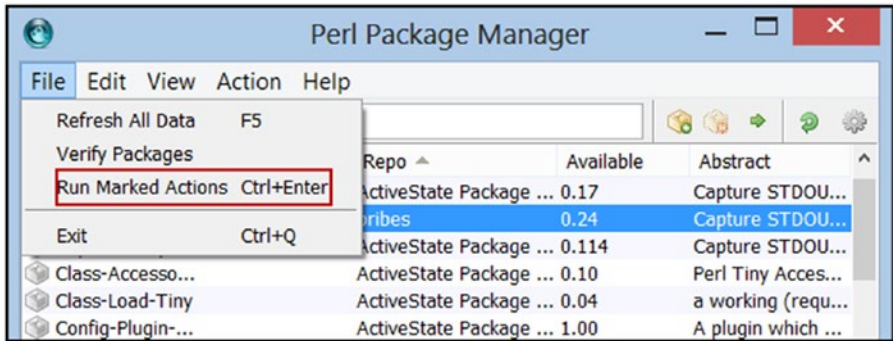 Perl Package Manager
File Edit View Action Help
Refresh All Data F5
Verify Packages
Repo Available Abstract
Run Marked Actions Ctrl+Enter
ActiveState Package ... 0.17 Capture STDOU...
bribes 0.24 Capture STDOU...
Exit Ctrl+Q
ActiveState Package ... 0.114 Capture STDOU...
Class-Accesso... ActiveState Package ... 0.10 Perl Tiny Acces...
Class-Load-Tiny ActiveState Package ... 0.04 a working (requ...
Config-Plugin-... ActiveState Package ... 1.00 A plugin which ...